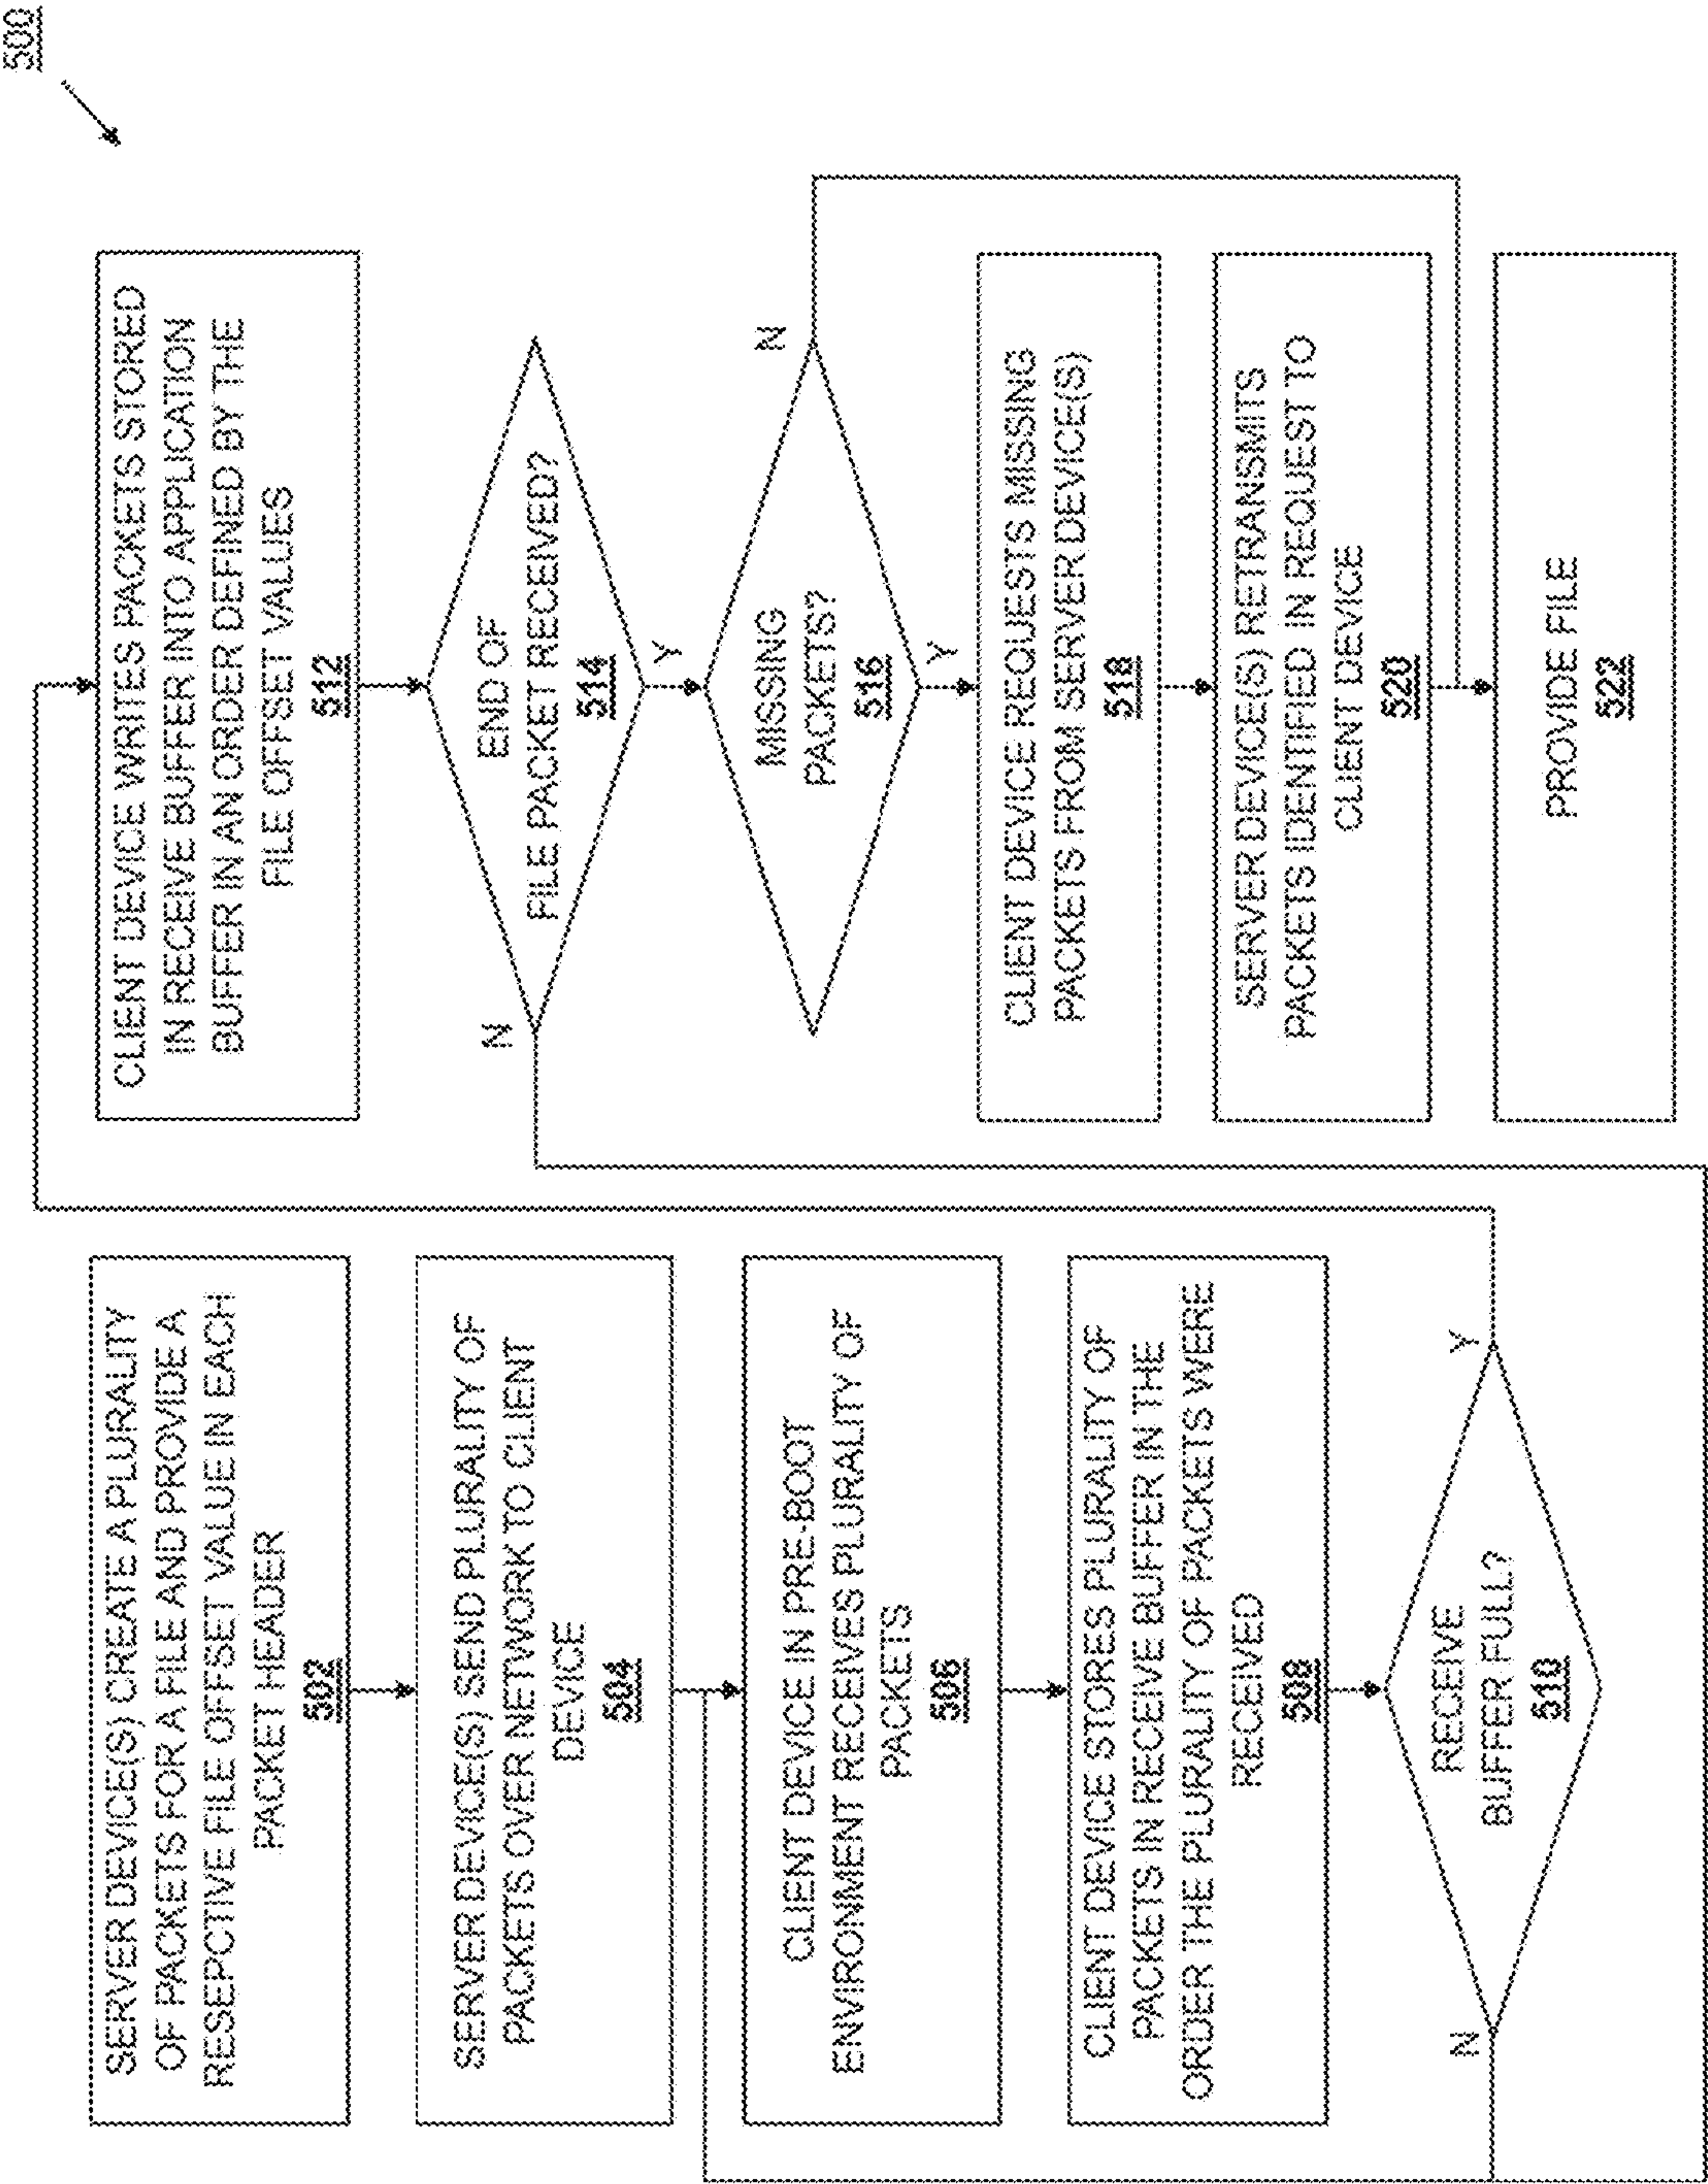 500
SERVER DEVICE(S) CREATE A PLURALITY
OF PACKETS FOR A FILE AND PROVIDE A
RESEPCTIVE FILE OFFSET VALUE IN EACH
PACKET HEADER
502
SERVER DEVICE(S) SEND PLURALITY OF
PACKETS OVER NETWORK TO CLIENT
DEVICE
504
CLIENT DEVICE IN PRE-BOOT
ENVIRONMENT RECEIVES PLURALITY OF
PACKETS
506
CLIENT DEVICE STORES PLURALITY OF
PACKETS IN RECEIVE BUFFER IN THE
ORDER THE PLURALITY OF PACKETS WERE
RECEIVED
508
RECEIVE
BUFFER FULL?
510
N
Y
CLIENT DEVICE WRITES PACKETS STORED
IN RECEIVE BUFFER INTO APPLICATION
BUFFER IN AN ORDER DEFINED BY THE
FILE OFFSET VALUES
512
END OF
FILE PACKET RECEIVED?
514
N
Y
MISSING
PACKETS?
516
N
Y
CLIENT DEVICE REQUESTS MISSING
PACKETS FROM SERVER DEVICE(S)
518
SERVER DEVICE(S) RETRANSMITS
PACKETS IDENTIFIED IN REQUEST TO
CLIENT DEVICE
520
PROVIDE FILE
522